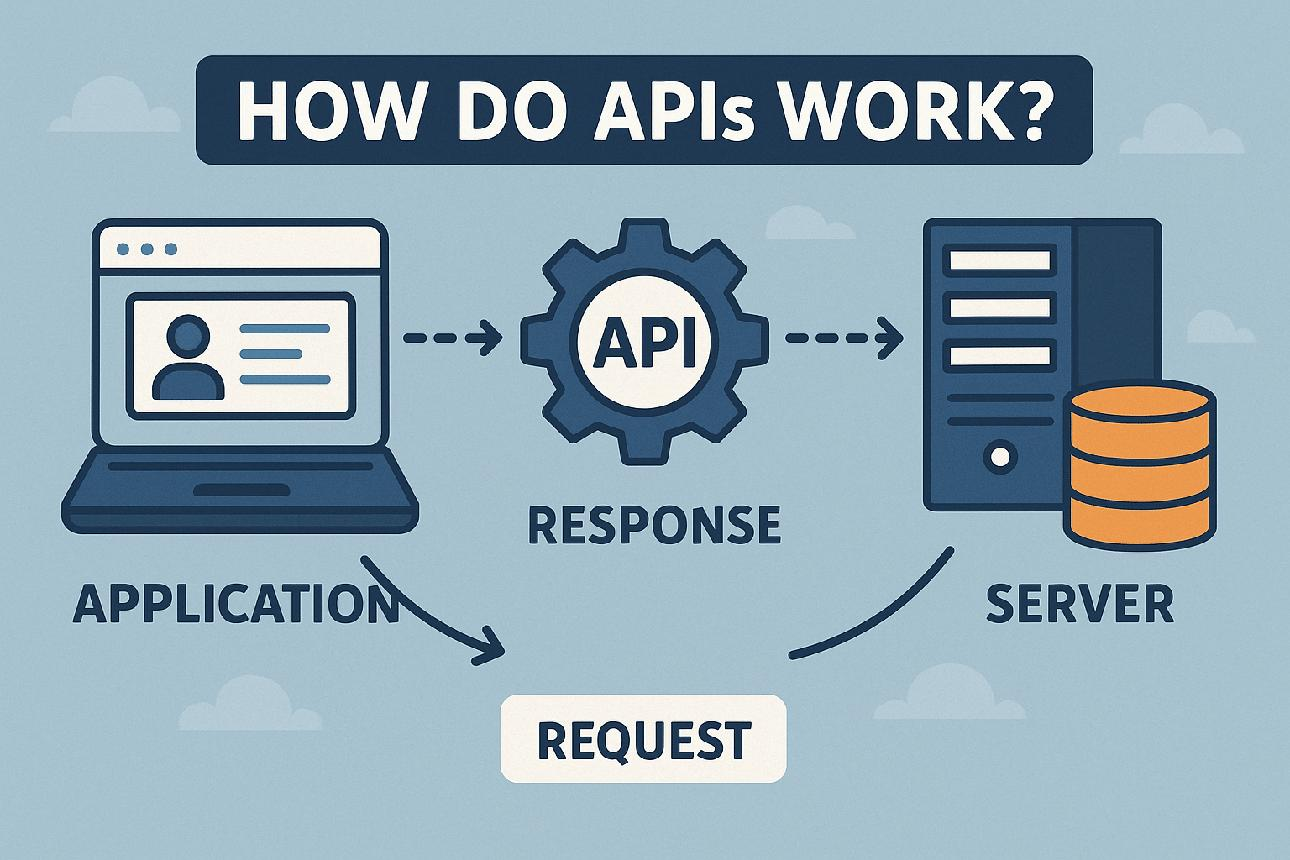 HOW DO APIs WORK?
API
RESPONSE
APPLICATION
SERVER
REQUEST